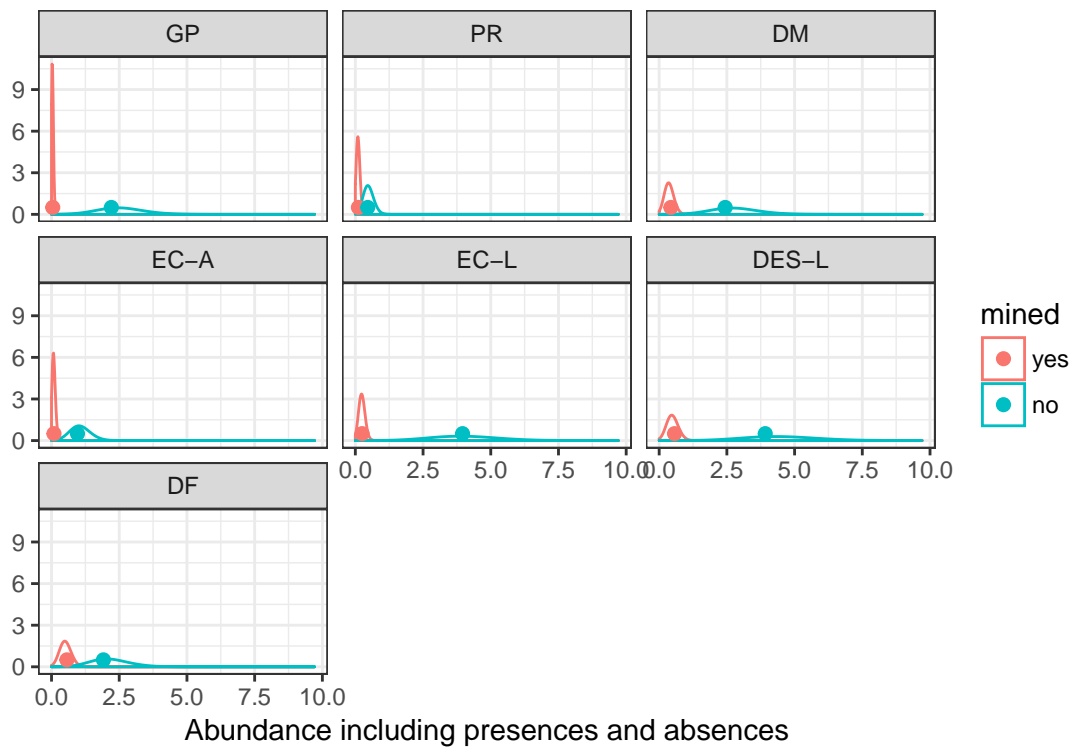 GP PR DM
9
6
3
0
EC−A EC−L DES−L
9
6
3
0
0.0 2.5 5.0 7.5 10.0 0.0 2.5 5.0 7.5 10.0
DF
9
6
3
0
0.0 2.5 5.0 7.5 10.0
Abundance including presences and absences
mined
yes
no